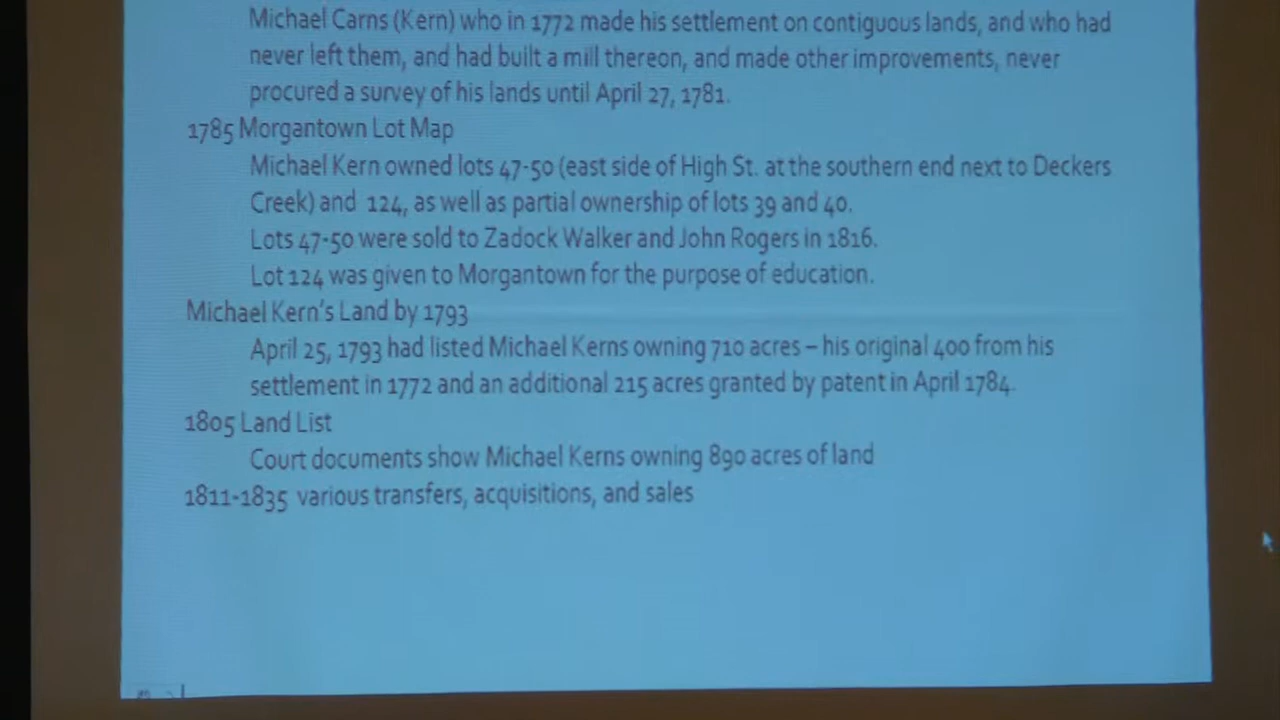 Michael Carns (Kern) who in 1772 made his settlement on contiguous lands, and who had
never left them, and had built a mill thereon, and made other improvements, never
procured a survey of his lands until April 27, 1781.
1785 Morgantown Lot Map
Michael Kern owned lots 47-50 (east side of High St. at the southern end next to Deckers
Creek) and 124, as well as partial ownership of lots 39 and 40.
Lots 47-50 were sold to Zadock Walker and John Rogers in 1816.
Lot 124 was given to Morgantown for the purpose of education.
Michael Kern's Land by 1793
April 25, 1793 had listed Michael Kerns owning 710 acres – his original 400 from his
settlement in 1772 and an additional 215 acres granted by patent in April 1784.
1805 Land List
Court documents show Michael Kerns owning 890 acres of land
1811-1835 various transfers, acquisitions, and sales